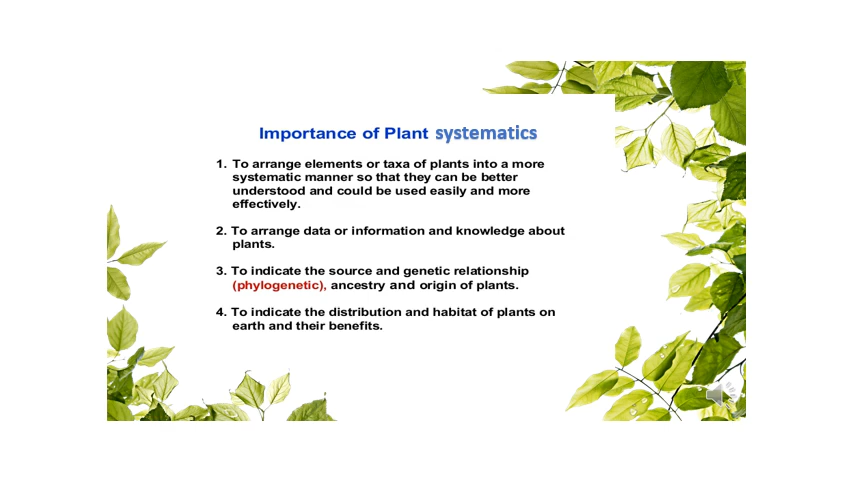 Importance of Plant systematics
1. To arrange elements or taxa of plants into a more
systematic manner so that they can be better
understood and could be used easily and more
effectively.
2. To arrange data or information and knowledge about
plants.
3. To indicate the source and genetic relationship
(phylogenetic), ancestry and origin of plants.
4. To indicate the distribution and habitat of plants on
earth and their benefits.